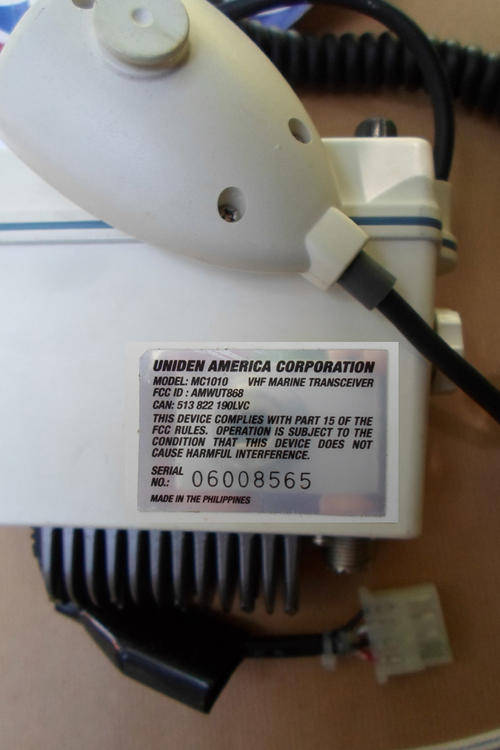 UNIDEN AMERICA CORPORATION
MODEL: MC1010 VHF MARINE TRANSCEIVER
FCC ID : AMWUT868
CAN: 513 822 190LVC
THIS DEVICE COMPLIES WITH PART 15 OF THE
FCC RULES. OPERATION IS SUBJECT TO THE
CONDITION THAT THIS DEVICE DOES NOT
CAUSE HARMFUL INTERFERENCE.
SERIAL
NO.: 06008565
MADE IN THE PHILIPPINES